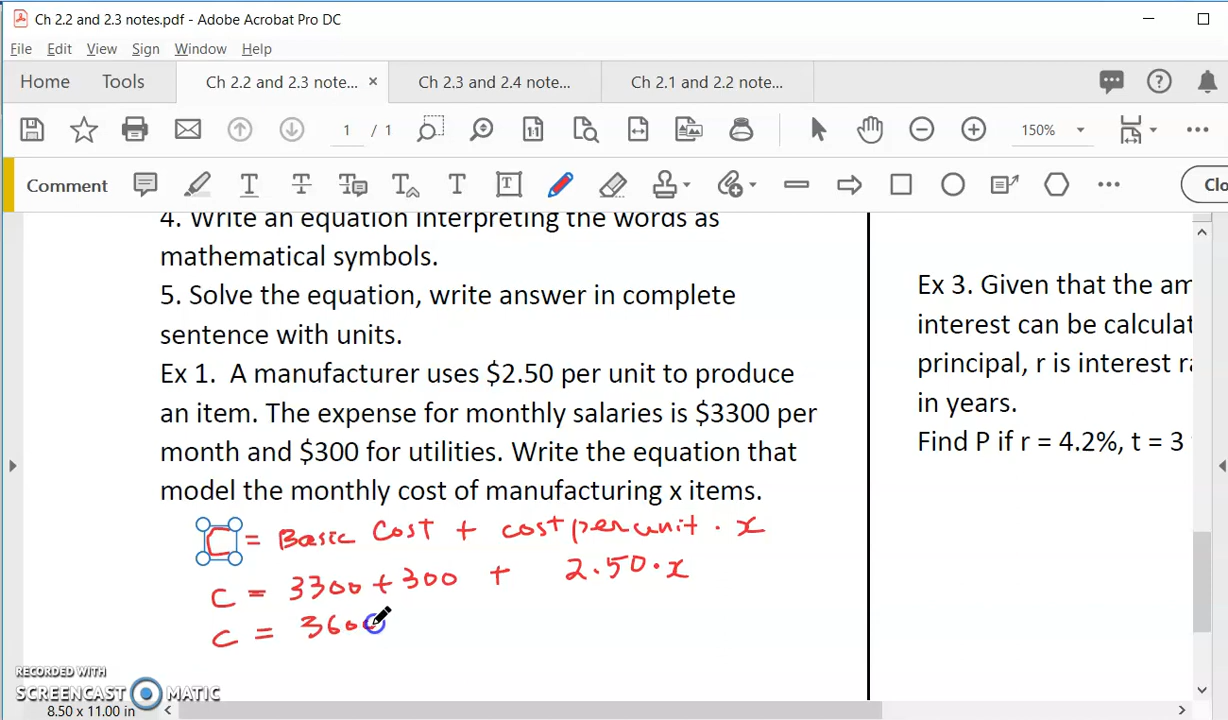 Ch 2.2 and 2.3 notes.pdf - Adobe Acrobat Pro DC
File Edit View Sign Window Help
Home Tools Ch 2.2 and 2.3 note... × Ch 2.3 and 2.4 note... Ch 2.1 and 2.2 note...
1 / 1 150%
Comment Clo
4. Write an equation interpreting the words as
mathematical symbols.
5. Solve the equation, write answer in complete
sentence with units.
Ex 1. A manufacturer uses $2.50 per unit to produce
an item. The expense for monthly salaries is $3300 per
month and $300 for utilities. Write the equation that
model the monthly cost of manufacturing x items.
C = Basic Cost + cost per unit · x
C = 3300 + 300 + 2.50 · x
C = 3600
Ex 3. Given that the am
interest can be calculat
principal, r is interest ra
in years.
Find P if r = 4.2%, t = 3
RECORDED WITH
SCREENCAST MATIC
8.50 x 11.00 in